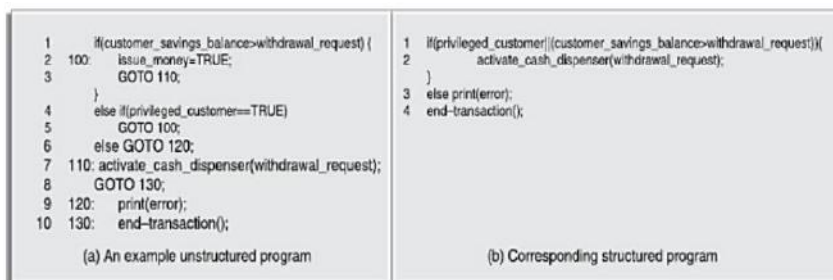 1 if(customer_savings_balance>withdrawal_request) {
2 100: issue_money=TRUE;
3 GOTO 110;
}
4 else if(privileged_customer==TRUE)
5 GOTO 100;
6 else GOTO 120;
7 110: activate_cash_dispenser(withdrawal_request);
8 GOTO 130;
9 120: print(error);
10 130: end–transaction();
(a) An example unstructured program
1 if(privileged_customer||(customer_savings_balance>withdrawal_request)){
2 activate_cash_dispenser(withdrawal_request);
}
3 else print(error);
4 end–transaction();
(b) Corresponding structured program